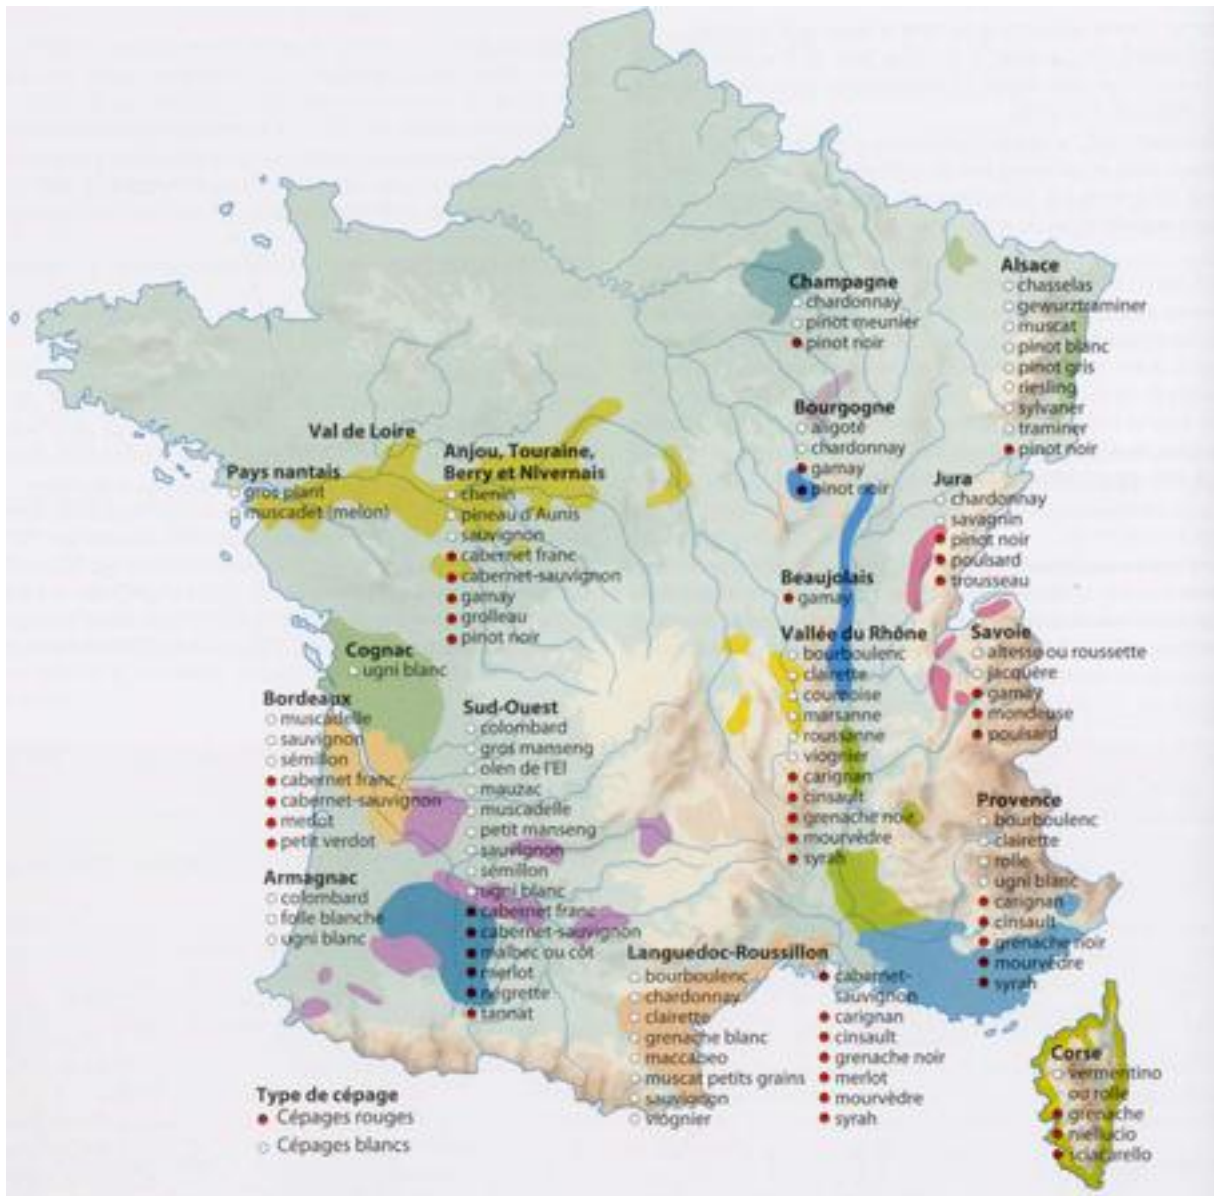 Champagne
chardonnay
pinot meunier
pinot noir
Alsace
chasselas
gewurztraminer
muscat
pinot blanc
pinot gris
riesling
sylvaner
traminer
pinot noir
Bourgogne
aligoté
chardonnay
gamay
pinot noir
Val de Loire
Pays nantais
gros plant
muscadet (melon)
Anjou, Touraine,
Berry et Nivernais
chenin
pineau d'Aunis
sauvignon
cabernet franc
cabernet-sauvignon
gamay
grolleau
pinot noir
Jura
chardonnay
savagnin
pinot noir
poulsard
trousseau
Beaujolais
gamay
Vallée du Rhône
bourboulenc
clairette
counoise
marsanne
roussanne
viognier
carignan
cinsault
grenache noir
mourvèdre
syrah
Savoie
altesse ou roussette
jacquère
gamay
mondeuse
poulsard
Cognac
ugni blanc
Bordeaux
muscadelle
sauvignon
sémillon
cabernet franc
cabernet-sauvignon
merlot
petit verdot
Sud-Ouest
colombard
gros manseng
olen de l'El
mauzac
muscadelle
petit manseng
sauvignon
sémillon
ugni blanc
cabernet franc
cabernet-sauvignon
malbec ou côt
merlot
négrette
tannat
Armagnac
colombard
folle blanche
ugni blanc
Provence
bourboulenc
clairette
rolle
ugni blanc
carignan
cinsault
grenache noir
mourvèdre
syrah
Languedoc-Roussillon
bourboulenc
chardonnay
clairette
grenache blanc
maccabeo
muscat petits grains
sauvignon
viognier
cabernet-
sauvignon
carignan
cinsault
grenache noir
merlot
mourvèdre
syrah
Corse
vermentino
ou rolle
grenache
niellucio
sciacarello
Type de cépage
Cépages rouges
Cépages blancs